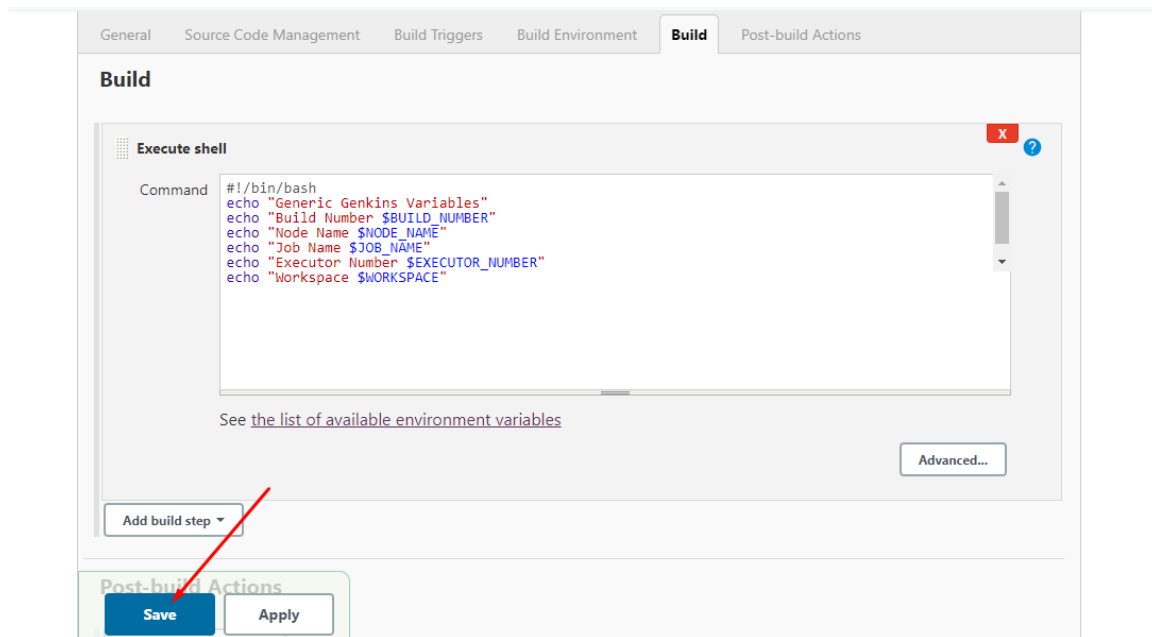 General Source Code Management Build Triggers Build Environment Build Post-build Actions
Build
X
Execute shell ?
Command #!/bin/bash
echo "Generic Genkins Variables"
echo "Build Number $BUILD_NUMBER"
echo "Node Name $NODE_NAME"
echo "Job Name $JOB_NAME"
echo "Executor Number $EXECUTOR_NUMBER"
echo "Workspace $WORKSPACE"
See the list of available environment variables
Advanced...
Add build step
Post-build Actions
Save Apply